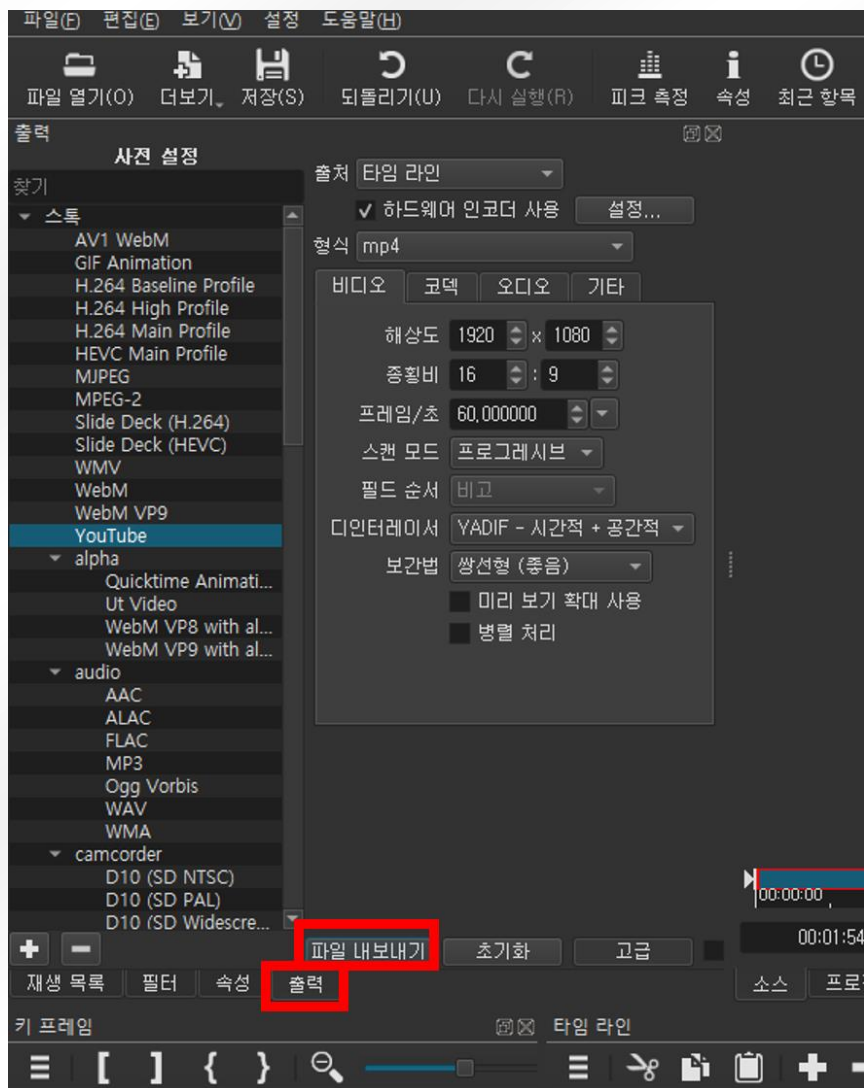 파일(F) 편집(E) 보기(V) 설정 도움말(H)
파일 열기(O) 더보기 저장(S) 되돌리기(U) 다시 실행(R) 피크 측정 속성 최근 항목
출력
사전 설정
찾기
스톡
AV1 WebM
GIF Animation
H.264 Baseline Profile
H.264 High Profile
H.264 Main Profile
HEVC Main Profile
MJPEG
MPEG-2
Slide Deck (H.264)
Slide Deck (HEVC)
WMV
WebM
WebM VP9
YouTube
alpha
Quicktime Animati...
Ut Video
WebM VP8 with al...
WebM VP9 with al...
audio
AAC
ALAC
FLAC
MP3
Ogg Vorbis
WAV
WMA
camcorder
D10 (SD NTSC)
D10 (SD PAL)
D10 (SD Widescre...
출처 타임 라인
하드웨어 인코더 사용 설정...
형식 mp4
비디오 코덱 오디오 기타
해상도 1920 x 1080
종횡비 16 : 9
프레임/초 60,000000
스캔 모드 프로그레시브
필드 순서 비고
디인터레이서 YADIF - 시간적 + 공간적
보간법 쌍선형 (좋음)
미리 보기 확대 사용
병렬 처리
파일 내보내기 초기화 고급
재생 목록 필터 속성 출력
00:00:00
00:01:54
소스 프로
키 프레임 타임 라인